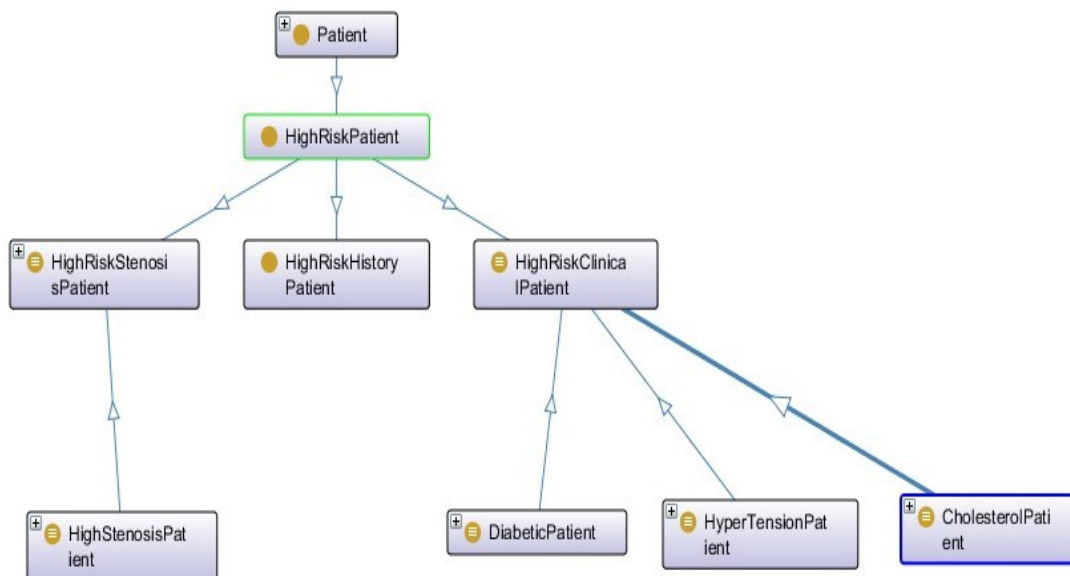 Patient
HighRiskPatient
HighRiskStenosi
sPatient
HighRiskHistory
Patient
HighRiskClinica
lPatient
HighStenosisPat
ient
DiabeticPatient
HyperTensionPat
ient
CholesterolPati
ent